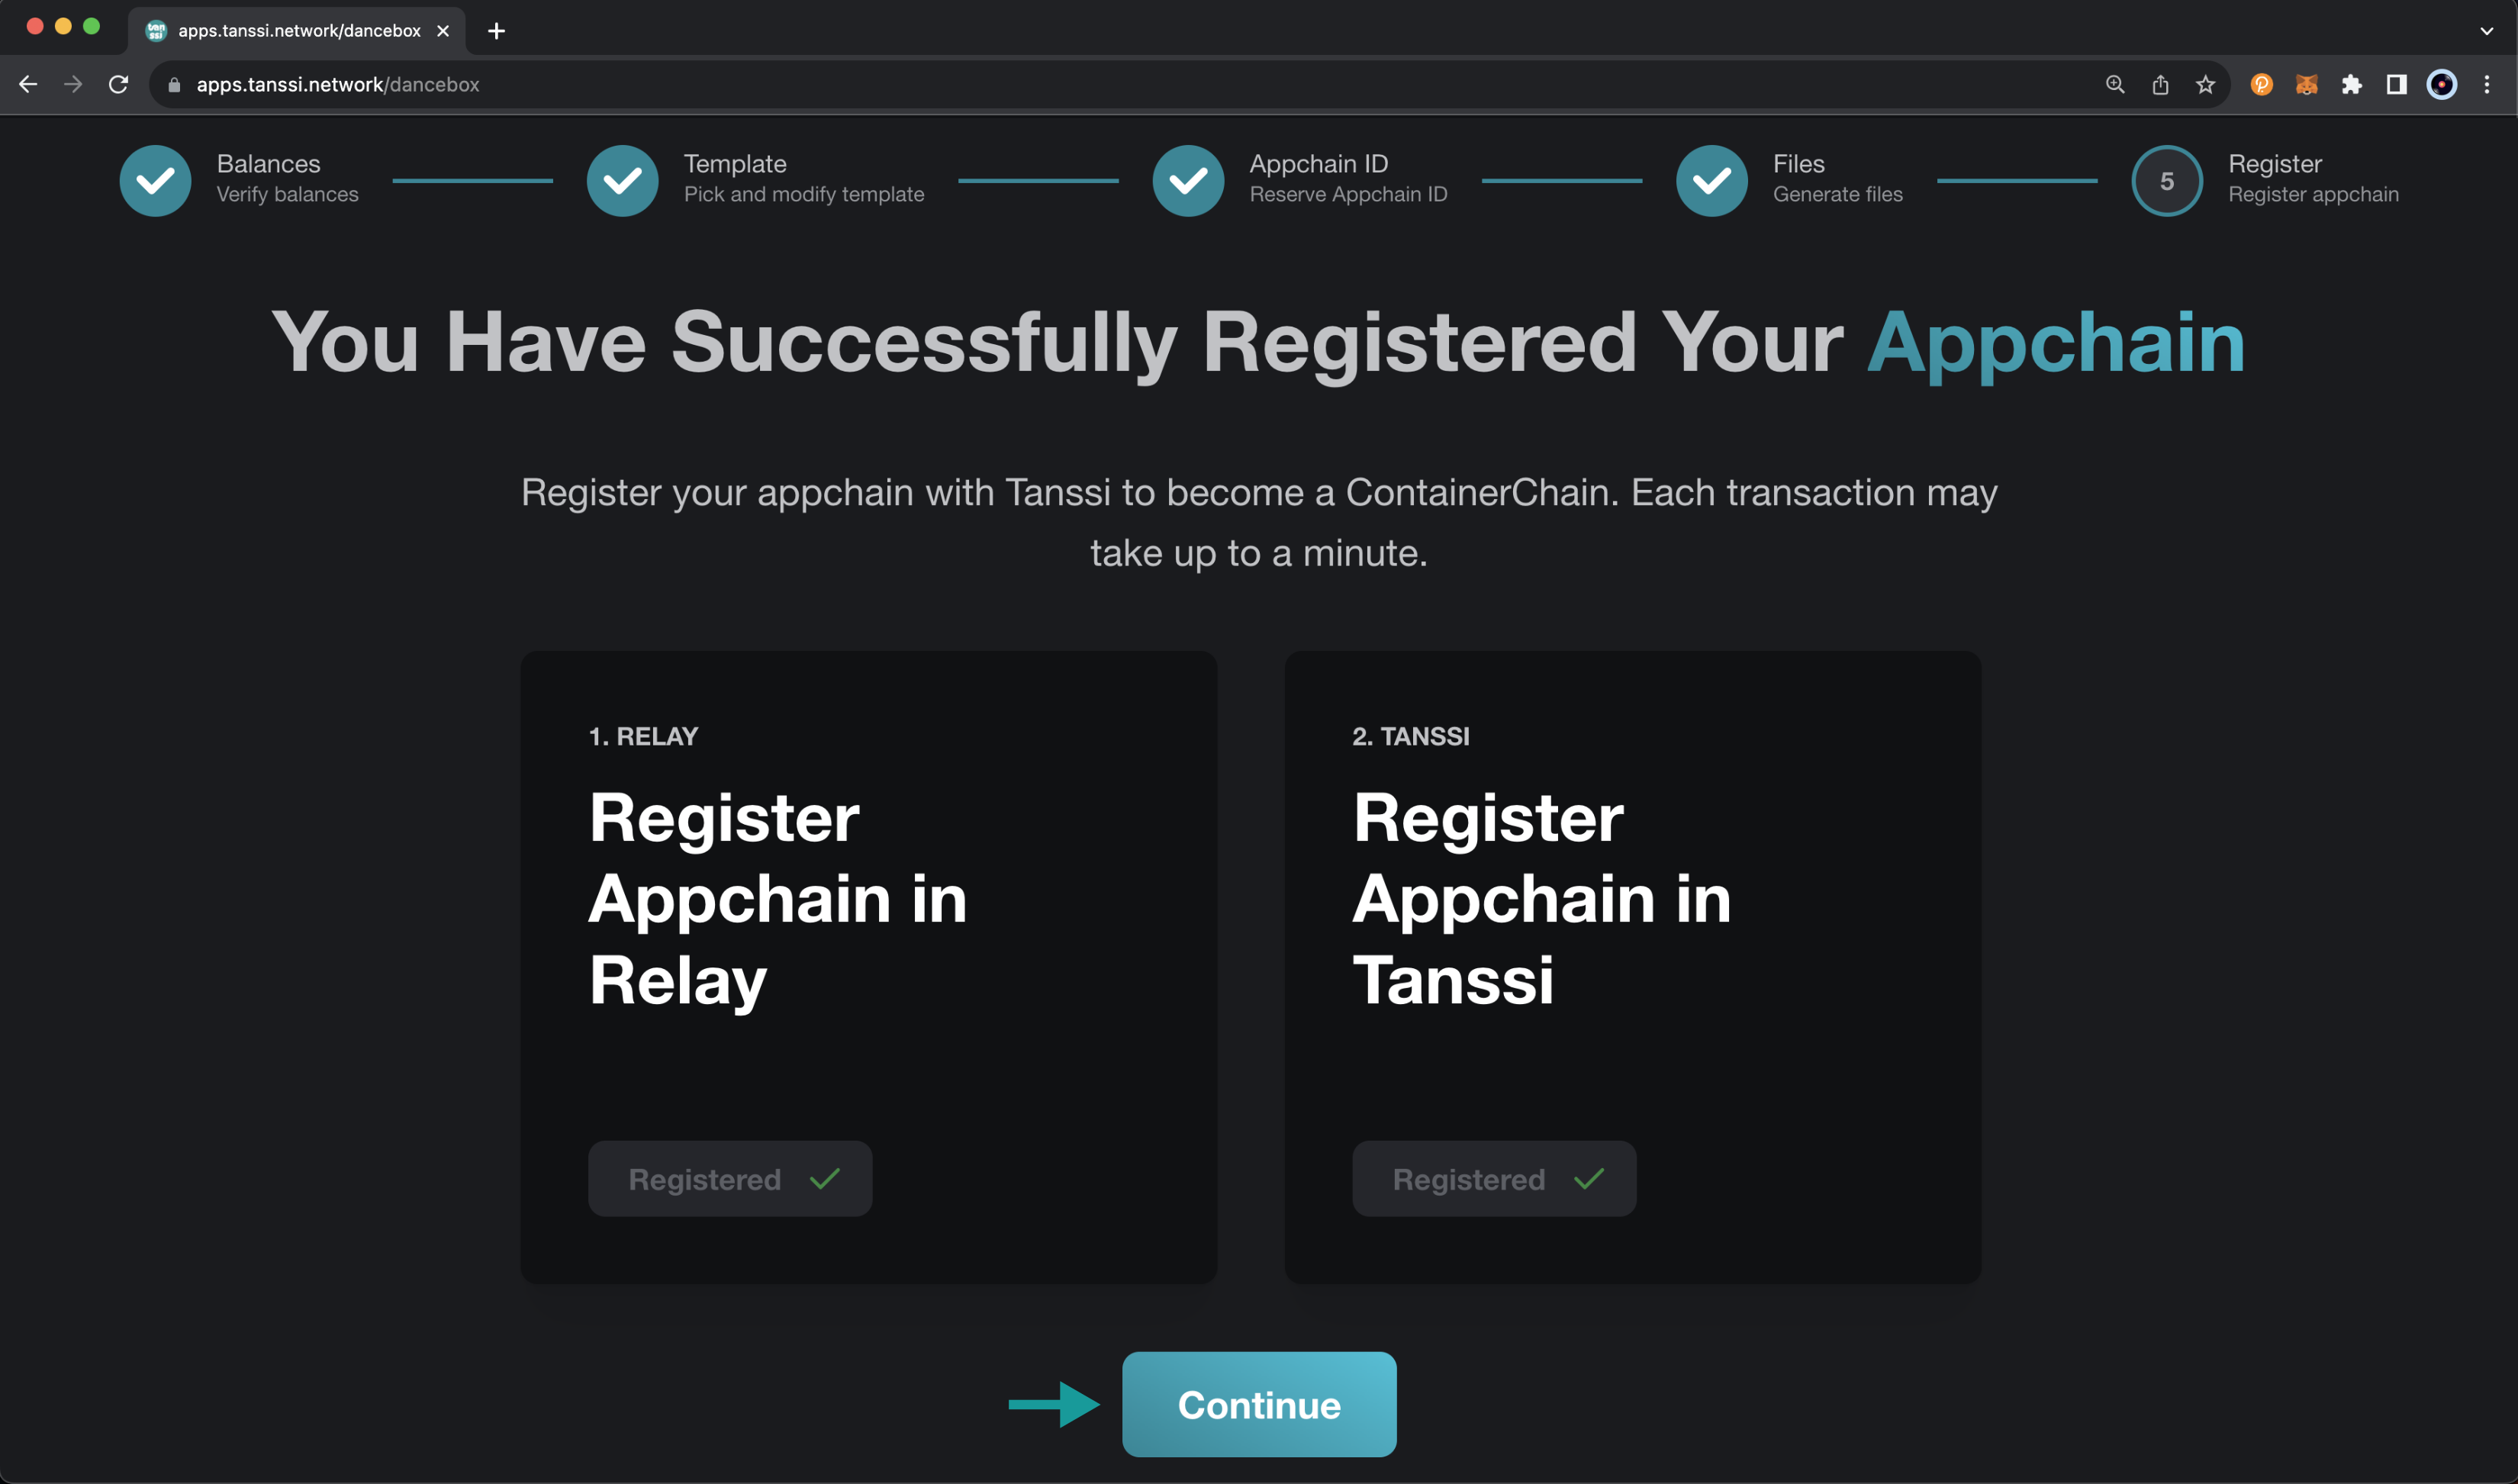 apps.tanssi.network/dancebox
apps.tanssi.network/dancebox
Balances
Verify balances
Template
Pick and modify template
Appchain ID
Reserve Appchain ID
Files
Generate files
5
Register
Register appchain
You Have Successfully Registered Your Appchain
Register your appchain with Tanssi to become a ContainerChain. Each transaction may
take up to a minute.
1. RELAY
Register
Appchain in
Relay
Registered
2. TANSSI
Register
Appchain in
Tanssi
Registered
Continue